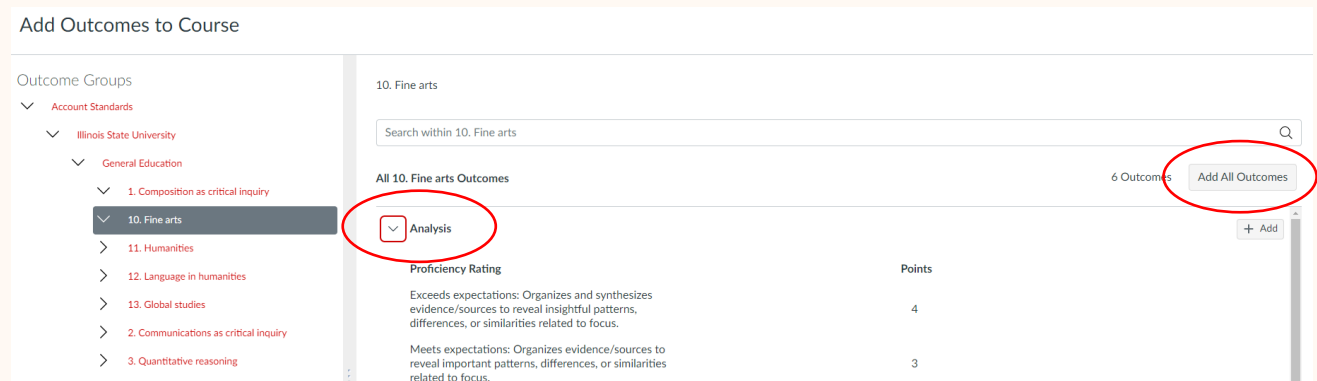 Add Outcomes to Course
Outcome Groups
Account Standards
Illinois State University
General Education
1. Composition as critical inquiry
10. Fine arts
11. Humanities
12. Language in humanities
13. Global studies
2. Communications as critical inquiry
3. Quantitative reasoning
10. Fine arts
Search within 10. Fine arts
All 10. Fine arts Outcomes
6 Outcomes
Add All Outcomes
Analysis
+ Add
Proficiency Rating
Points
Exceeds expectations: Organizes and synthesizes
evidence/sources to reveal insightful patterns,
differences, or similarities related to focus.
4
Meets expectations: Organizes evidence/sources to
reveal important patterns, differences, or similarities
related to focus.
3